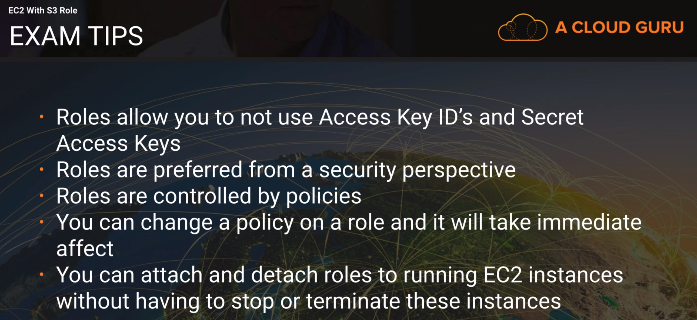 EC2 With S3 Role
EXAM TIPS
A CLOUD GURU
• Roles allow you to not use Access Key ID's and Secret
Access Keys
• Roles are preferred from a security perspective
• Roles are controlled by policies
• You can change a policy on a role and it will take immediate
affect
• You can attach and detach roles to running EC2 instances
without having to stop or terminate these instances